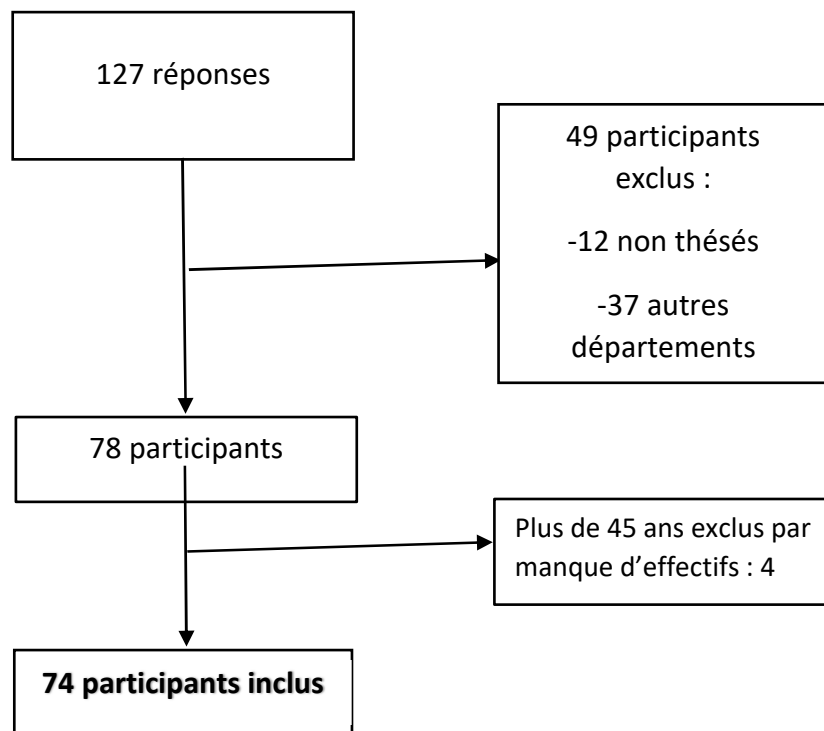 127 réponses
49 participants
exclus :
-12 non thésés
-37 autres
départements
78 participants
Plus de 45 ans exclus par
manque d’effectifs : 4
74 participants inclus